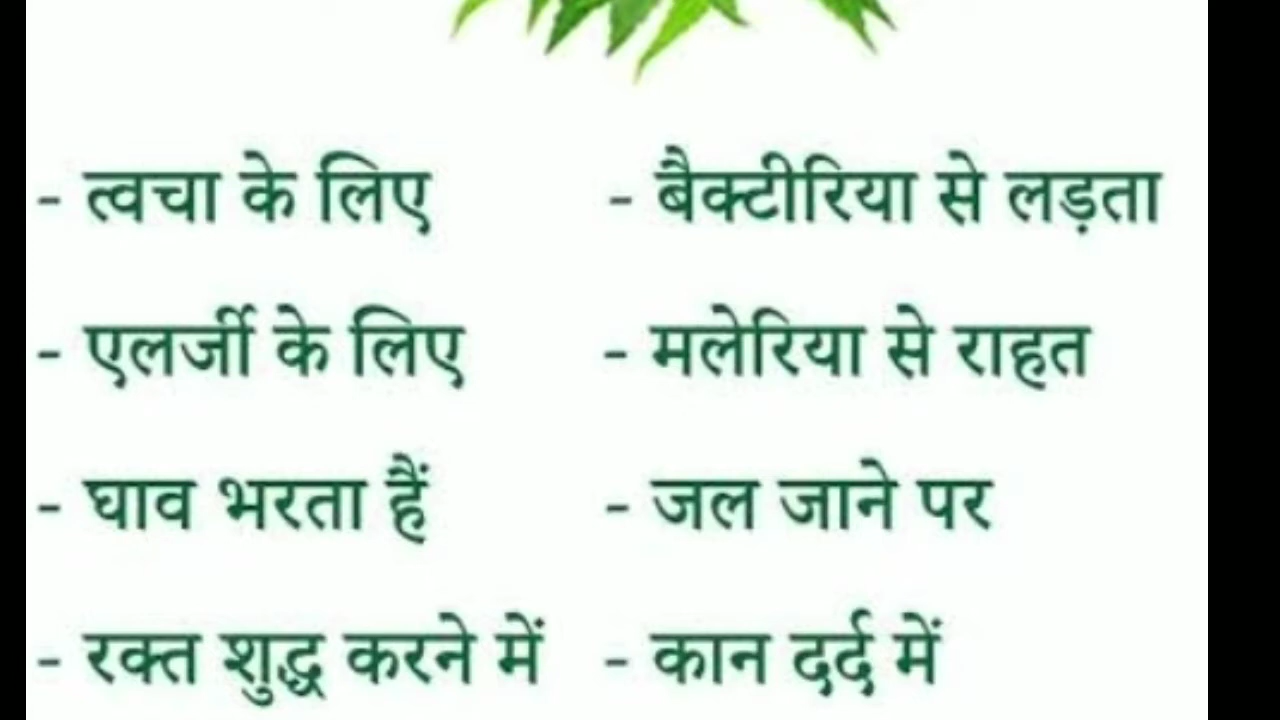 - त्वचा के लिए
- बैक्टीरिया से लड़ता
- एलर्जी के लिए
- मलेरिया से राहत
- घाव भरता हैं
- जल जाने पर
- रक्त शुद्ध करने में
- कान दर्द में